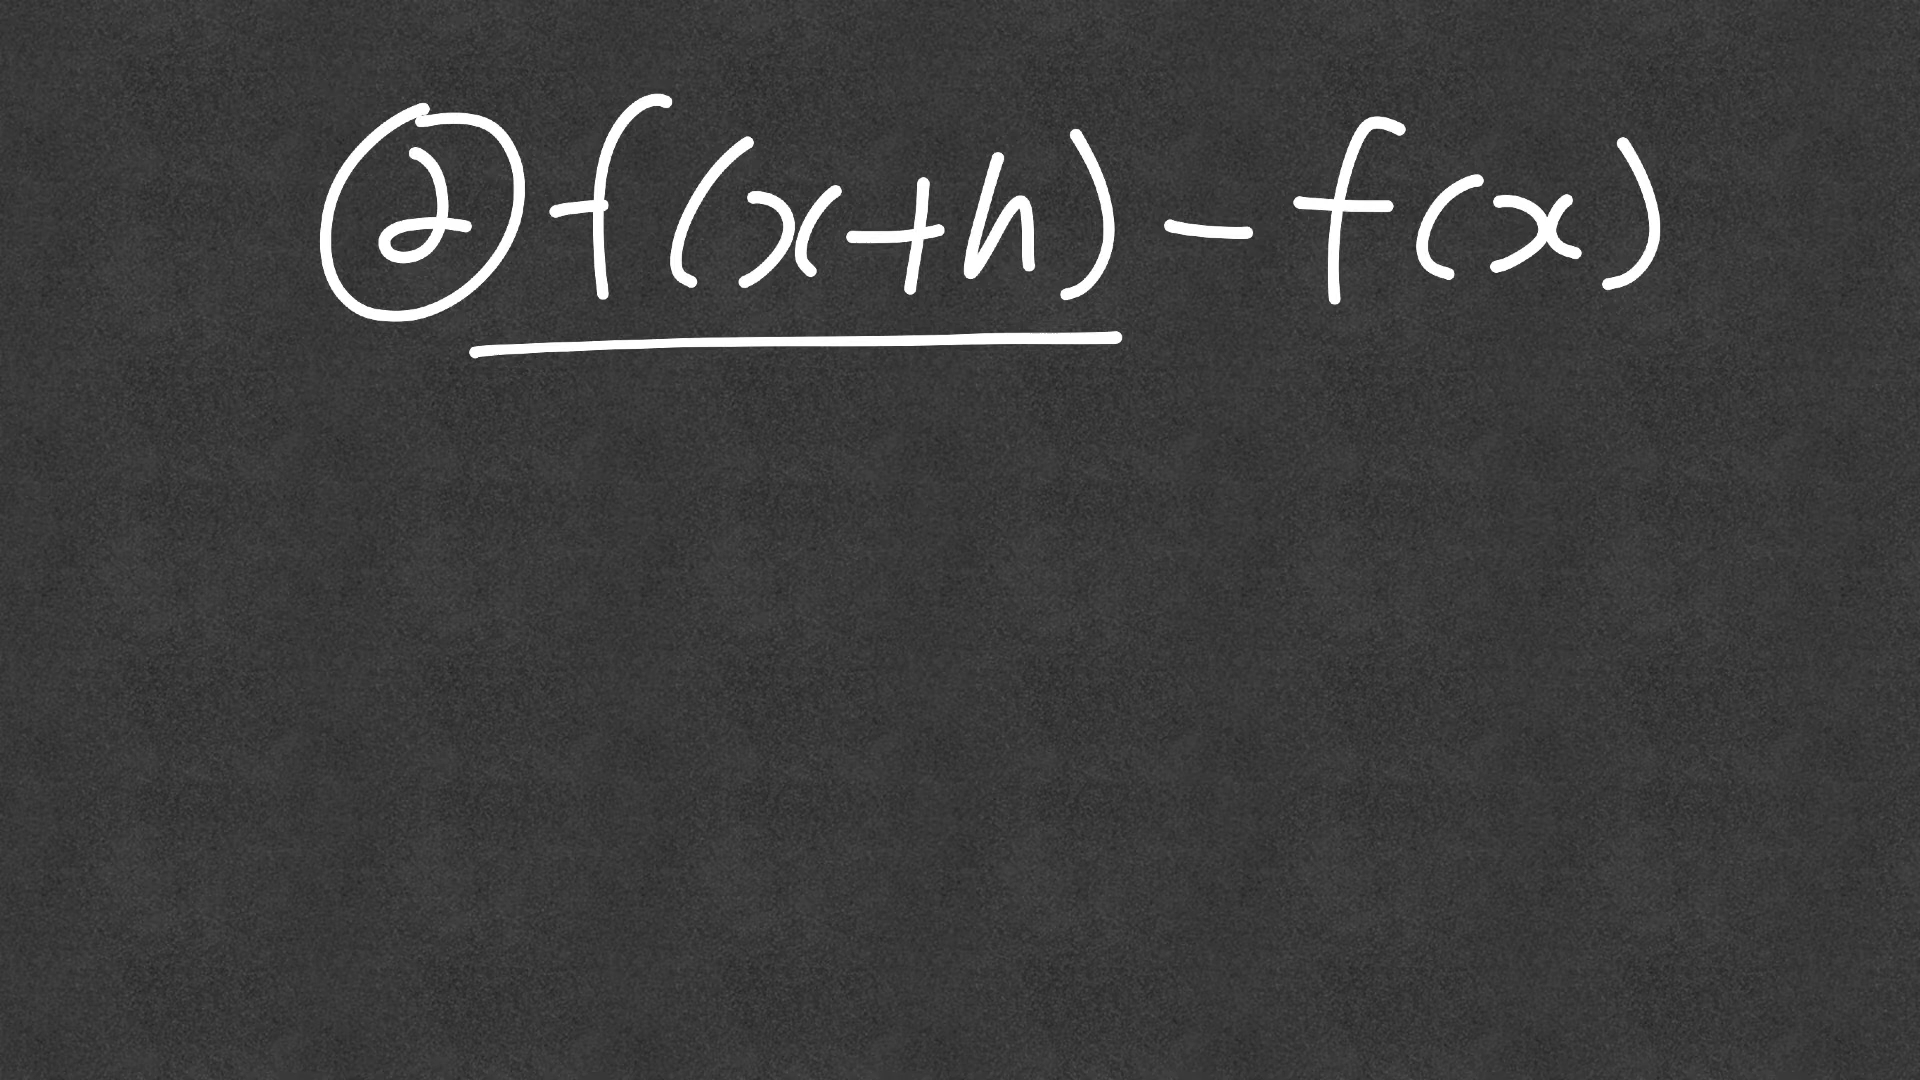 ② f(x+h) - f(x)